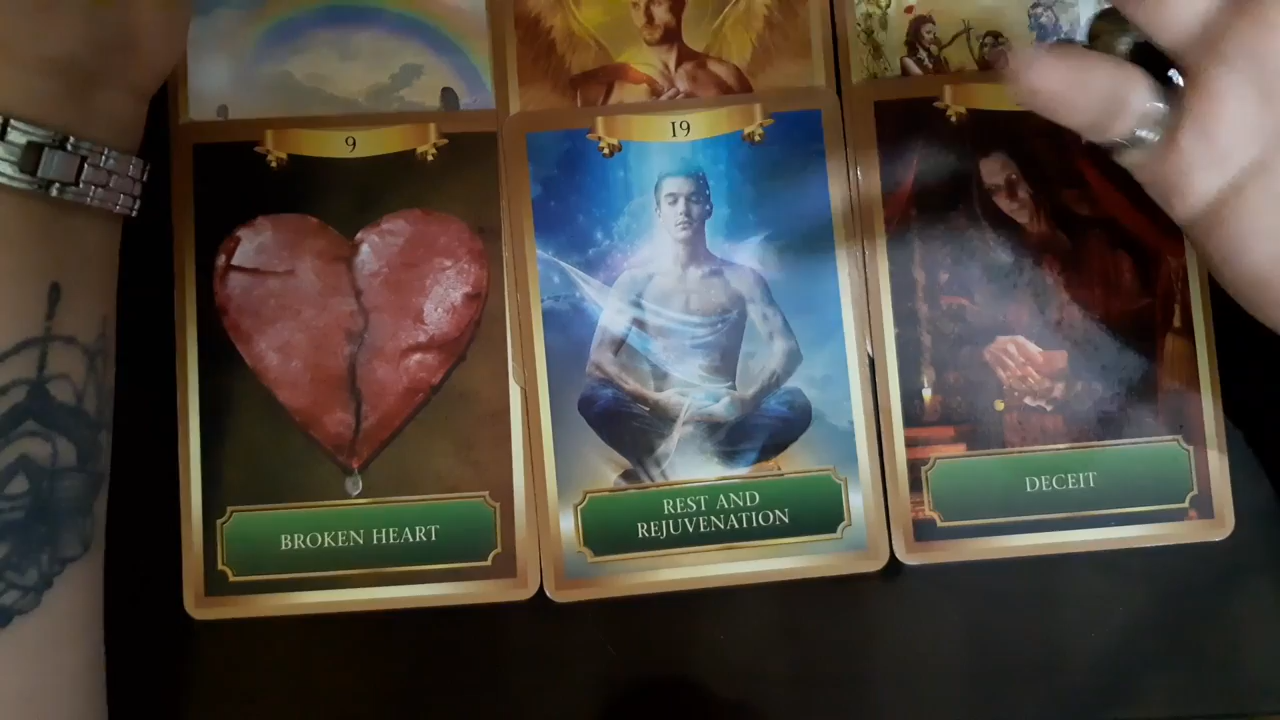 9
BROKEN HEART
19
REST AND
REJUVENATION
DECEIT